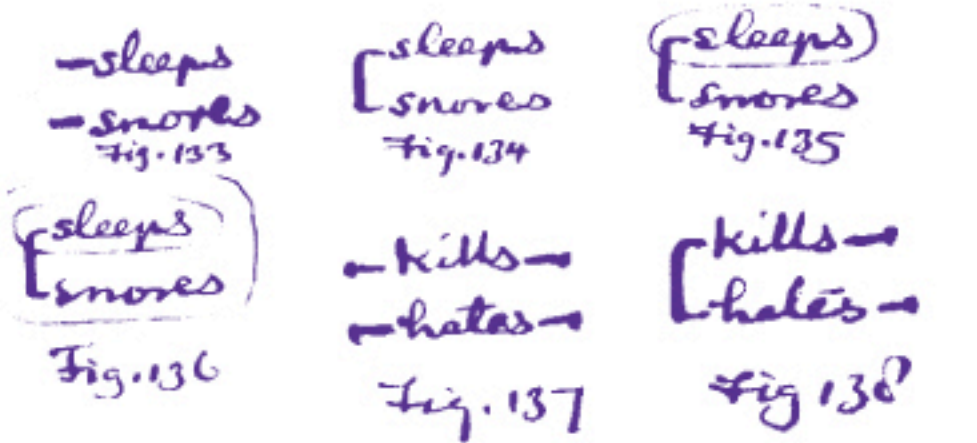 sleeps
snores
Fig. 133
sleeps
snores
Fig. 134
sleeps
snores
Fig. 135
sleeps
snores
Fig. 136
kills
hates
Fig. 137
kills
hates
Fig 138